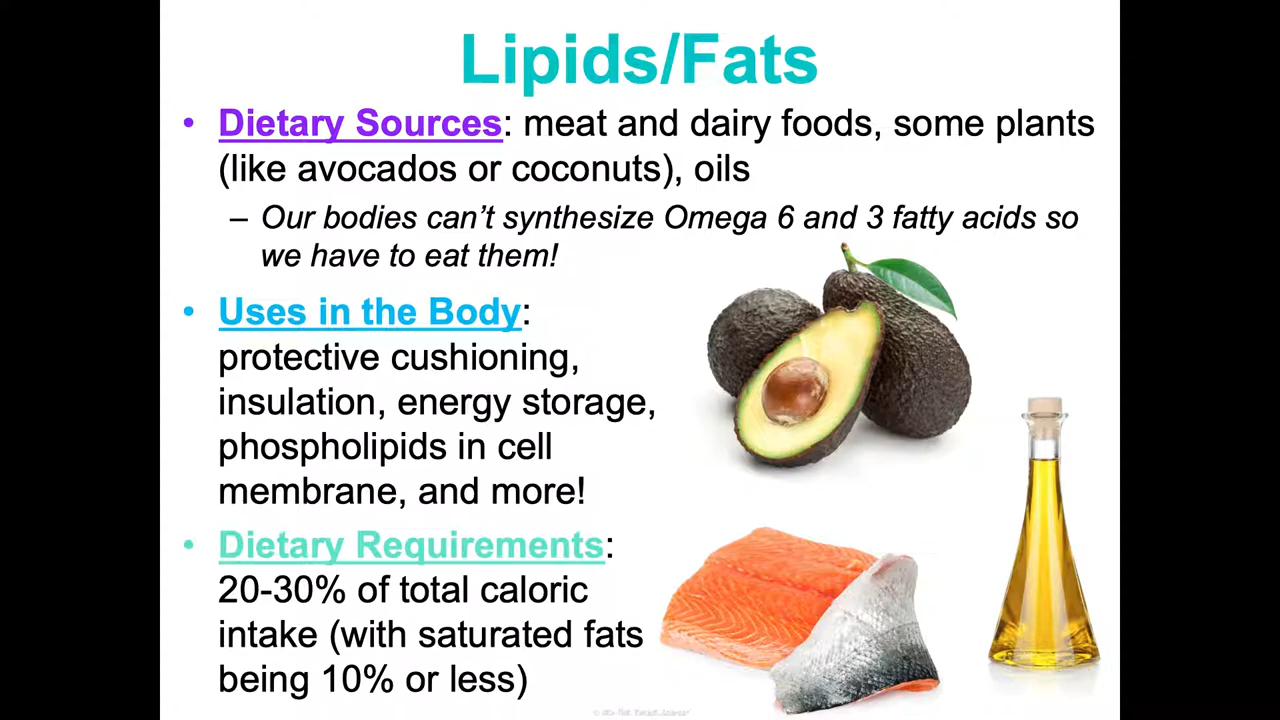 Lipids/Fats
• Dietary Sources: meat and dairy foods, some plants
(like avocados or coconuts), oils
– Our bodies can’t synthesize Omega 6 and 3 fatty acids so
we have to eat them!
• Uses in the Body:
protective cushioning,
insulation, energy storage,
phospholipids in cell
membrane, and more!
• Dietary Requirements:
20-30% of total caloric
intake (with saturated fats
being 10% or less)